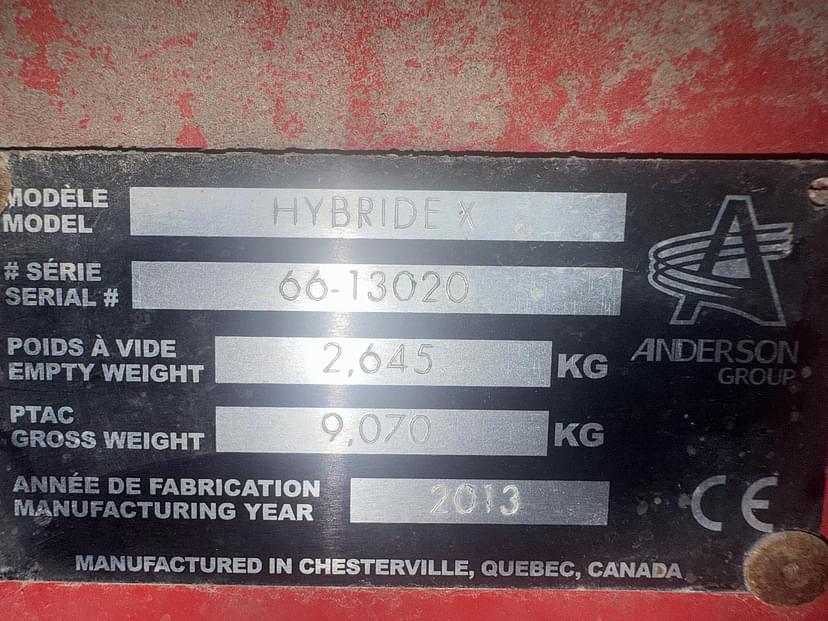 MODÈLE
MODEL
HYBRIDE X
# SÉRIE
SERIAL #
66-13020
POIDS À VIDE
EMPTY WEIGHT
2,645 KG
PTAC
GROSS WEIGHT
9,070 KG
ANNÉE DE FABRICATION
MANUFACTURING YEAR
2013
ANDERSON
GROUP
CE
MANUFACTURED IN CHESTERVILLE, QUEBEC, CANADA